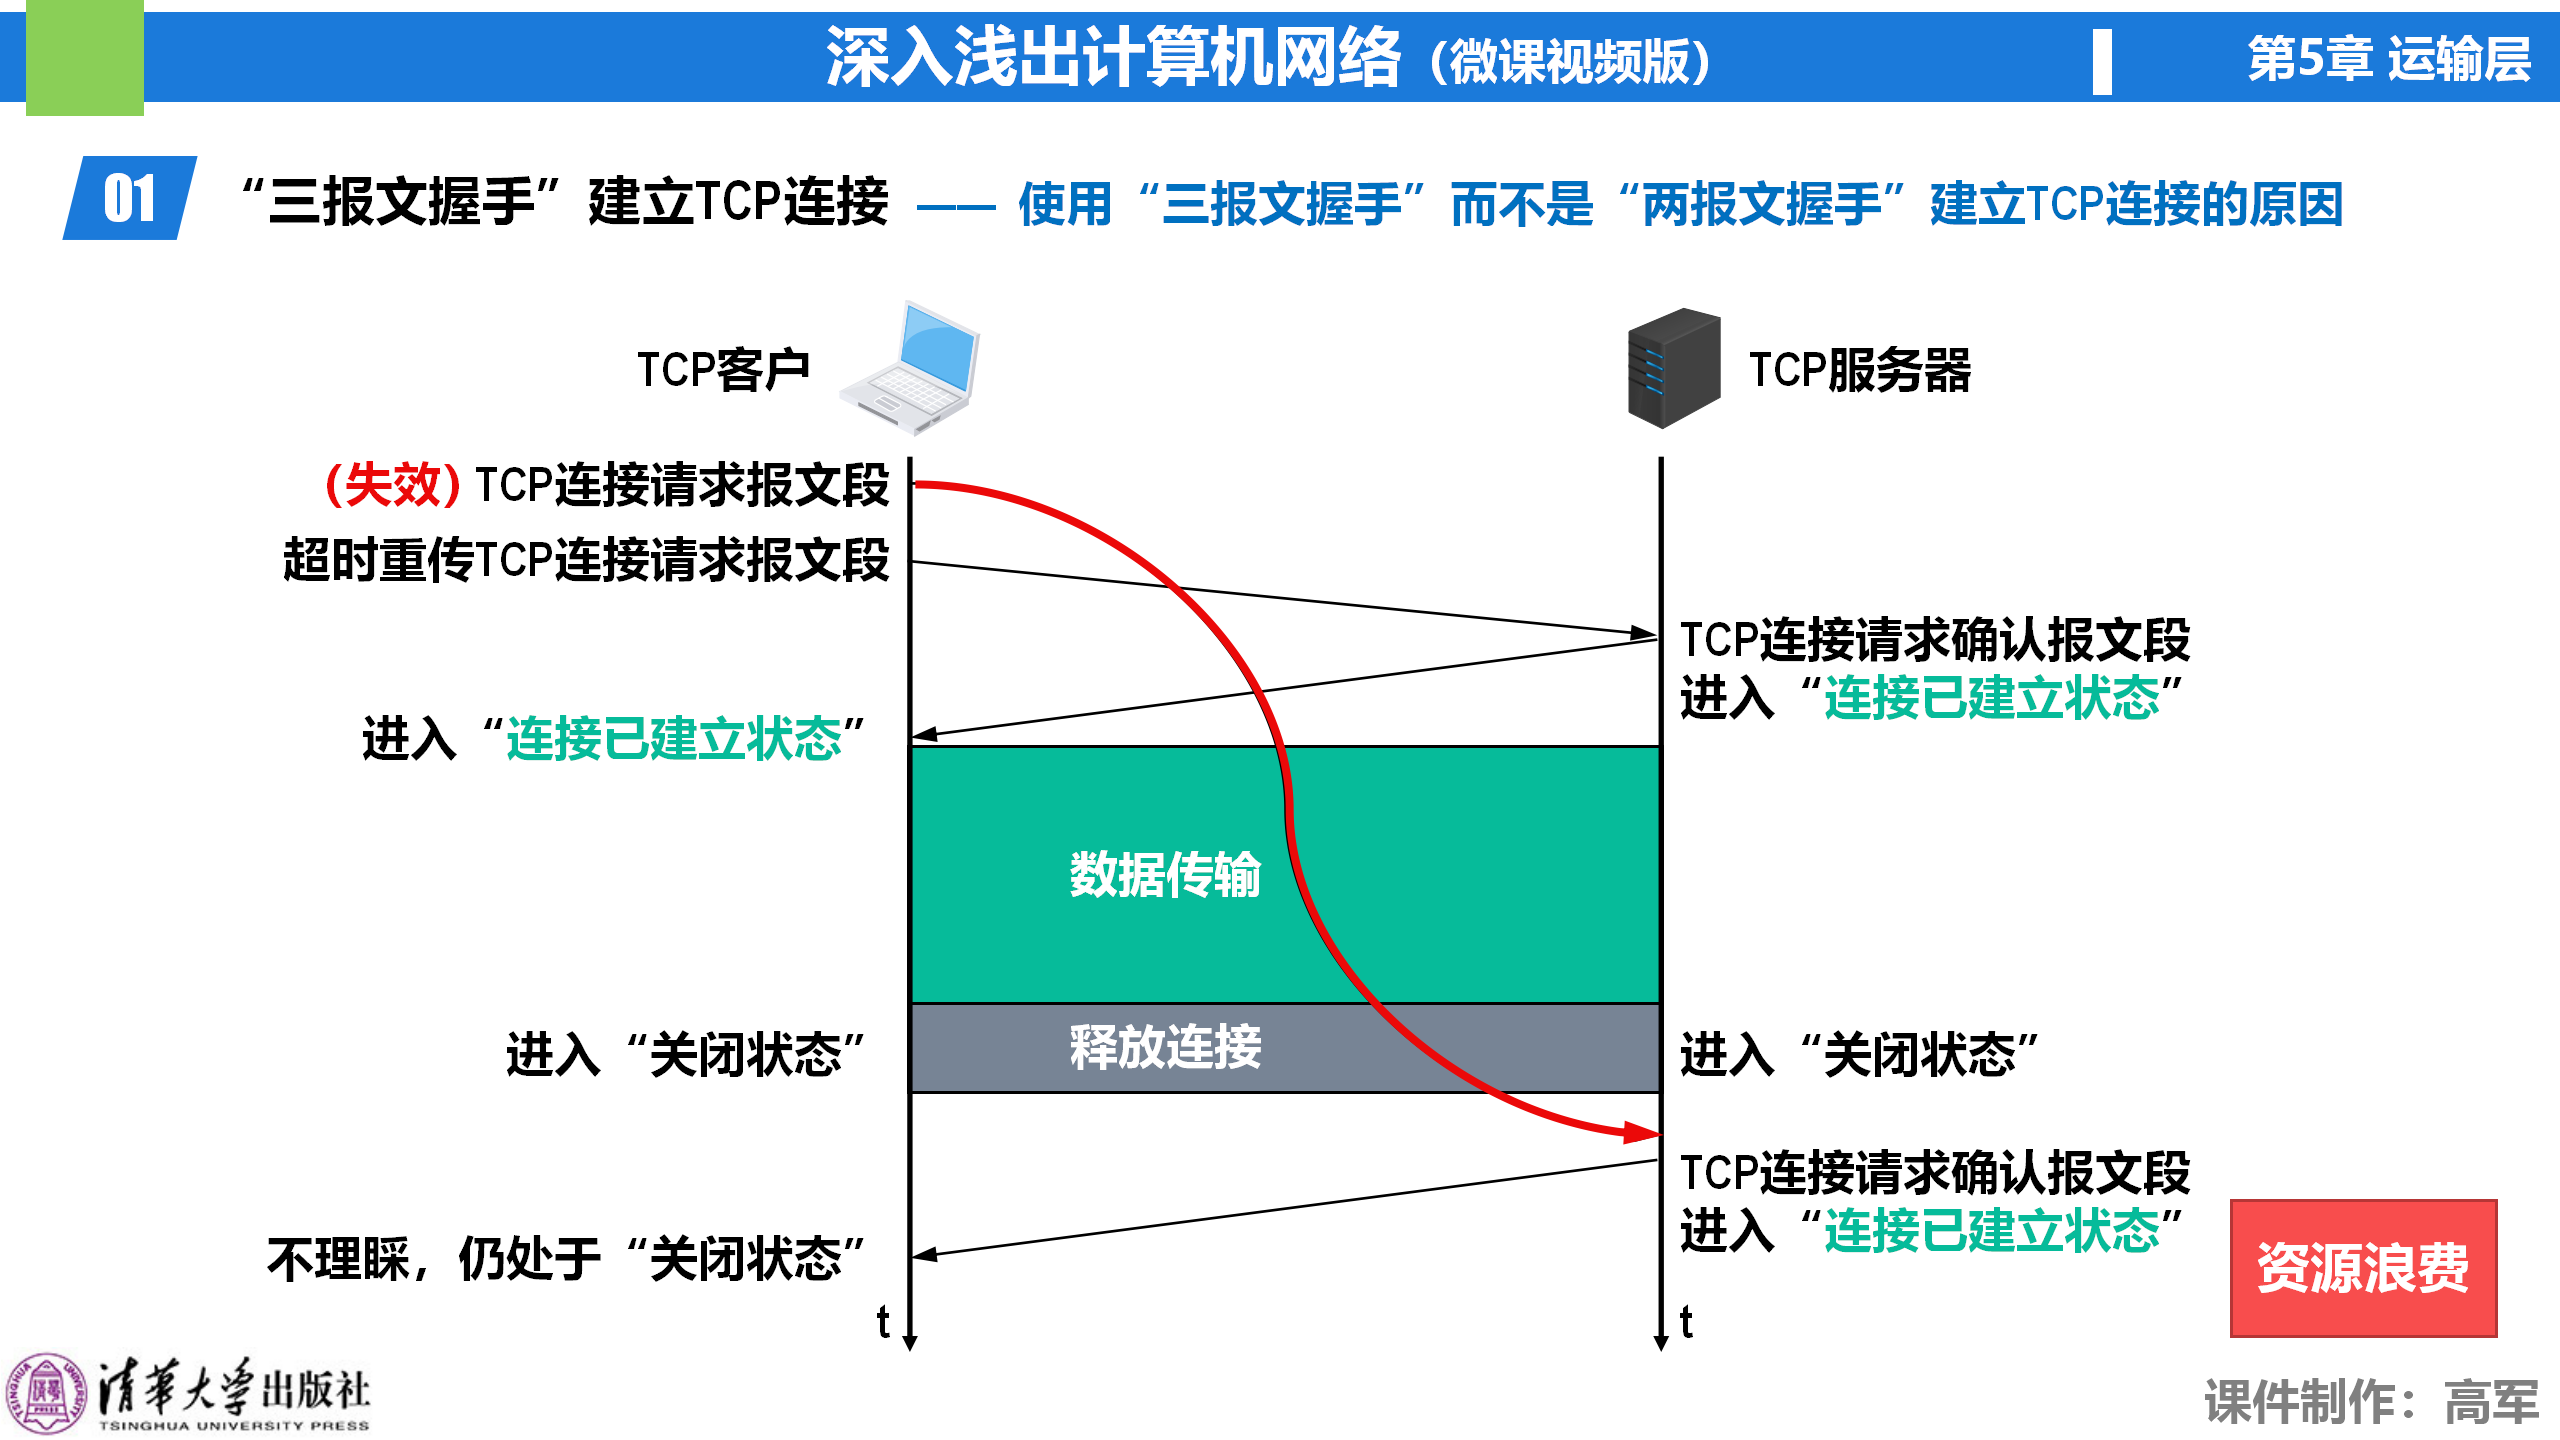 深入浅出计算机网络（微课视频版）
第5章 运输层
01
“三报文握手”建立TCP连接 —— 使用“三报文握手”而不是“两报文握手”建立TCP连接的原因
TCP客户
TCP服务器
（失效）TCP连接请求报文段
超时重传TCP连接请求报文段
TCP连接请求确认报文段
进入“连接已建立状态”
进入“连接已建立状态”
数据传输
释放连接
进入“关闭状态”
进入“关闭状态”
TCP连接请求确认报文段
进入“连接已建立状态”
不理睬，仍处于“关闭状态”
资源浪费
t
t
清华大学出版社
TSINGHUA UNIVERSITY PRESS
课件制作：高军